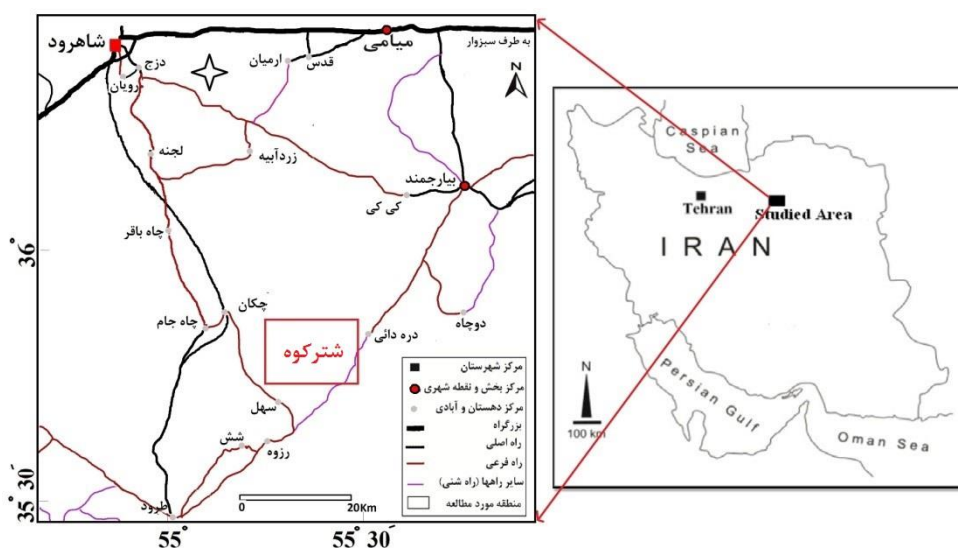 به طرف سبزوار
میامی
شاهرود
قدس
ارمیان
دزج
رویان
N
زردآبیه
لجنه
بیارجمند
کی کی
چاه باقر
36°
چکان
چاه جام
دوچاه
دره دائی
شترکوه
سهل
رزوه
شش
طرود
35° 30´
55°
55° 30´
0
20Km
مرکز شهرستان
مرکز بخش و نقطه شهری
مرکز دهستان و آبادی
بزرگراه
راه اصلی
راه فرعی
سایر راهها (راه شنی)
منطقه مورد مطالعه
Caspian
Sea
Tehran
Studied Area
IRAN
Persian Gulf
Oman Sea
N
100 km